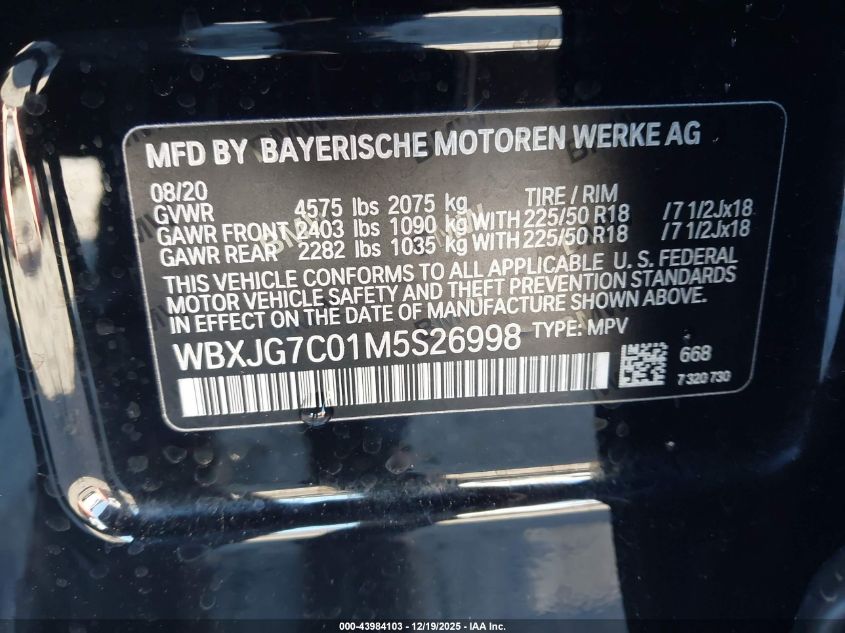 MFD BY BAYERISCHE MOTOREN WERKE AG
08/20 TIRE / RIM
GVWR 4575 lbs 2075 kg
GAWR FRONT 2403 lbs 1090 kg WITH 225/50 R18 /7 1/2Jx18
GAWR REAR 2282 lbs 1035 kg WITH 225/50 R18 /7 1/2Jx18
THIS VEHICLE CONFORMS TO ALL APPLICABLE U. S. FEDERAL
MOTOR VEHICLE SAFETY AND THEFT PREVENTION STANDARDS
IN EFFECT ON THE DATE OF MANUFACTURE SHOWN ABOVE.
WBXJG7C01M5S26998 TYPE: MPV
668
7 320 730
000-43984103 - 12/19/2025 - IAA Inc.